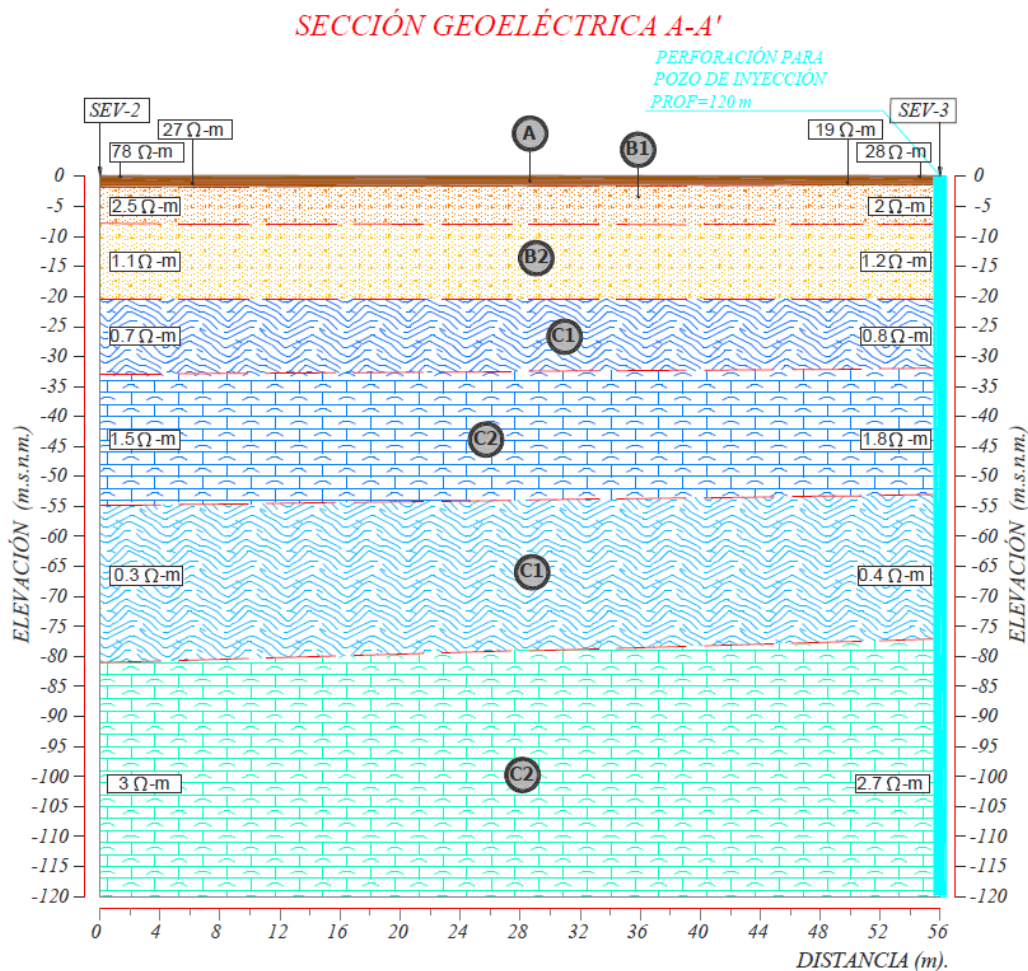 SECCIÓN GEOELÉCTRICA A-A'
PERFORACIÓN PARA
POZO DE INYECCIÓN
PROF=120 m
SEV-2
SEV-3
27 Ω-m
A
B1
19 Ω-m
78 Ω-m
28 Ω-m
0
0
-5
2.5 Ω-m
2 Ω-m
-5
-10
-10
B2
-15
1.1 Ω-m
1.2 Ω-m
-15
-20
-20
-25
-25
0.7 Ω-m
C1
0.8 Ω-m
-30
-30
-35
-35
-40
-40
-45
1.5 Ω-m
C2
1.8 Ω-m
-45
-50
-50
-55
-55
-60
-60
-65
0.3 Ω-m
C1
0.4 Ω-m
-65
-70
-70
-75
-75
-80
-80
-85
-85
-90
-90
-95
-95
-100
3 Ω-m
C2
2.7 Ω-m
-100
-105
-105
-110
-110
-115
-115
-120
-120
ELEVACIÓN (m.s.n.m.)
ELEVACIÓN (m.s.n.m.)
0 4 8 12 16 20 24 28 32 36 40 44 48 52 56
DISTANCIA (m).